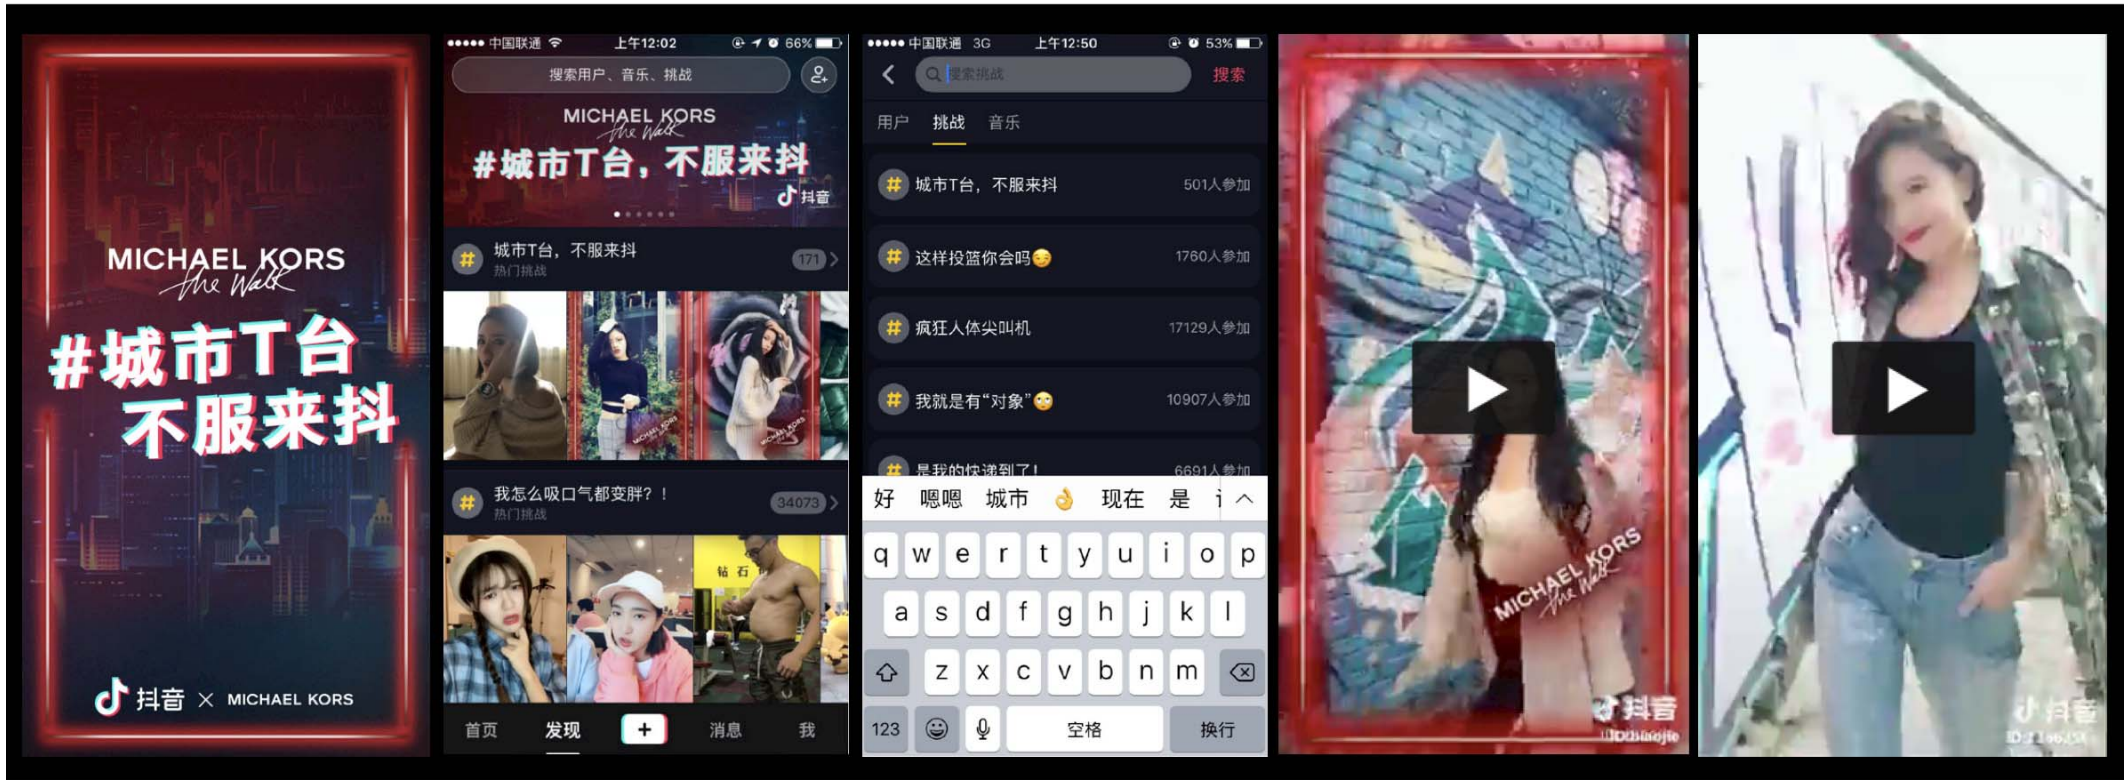 MICHAEL KORS
the Walk
#城市T台
不服来抖
抖音 × MICHAEL KORS
中国联通 上午12:02 66%
搜索用户、音乐、挑战
MICHAEL KORS
the Walk
#城市T台，不服来抖
抖音
# 城市T台，不服来抖 171
热门挑战
MICHAEL KORS
MICHAEL KORS
# 我怎么吸口气都变胖？！ 34073
热门挑战
钻石
首页 发现 + 消息 我
中国联通 3G 上午12:50 53%
搜索挑战 搜索
用户 挑战 音乐
# 城市T台，不服来抖 501人参加
# 这样投篮你会吗😏 1760人参加
# 疯狂人体尖叫机 17129人参加
# 我就是有“对象”🙄 10907人参加
# 是我的快递到了! 6691人参加
好 嗯嗯 城市 👌 现在 是
q w e r t y u i o p
a s d f g h j k l
z x c v b n m
123 空格 换行
MICHAEL KORS
the Walk
抖音
抖音